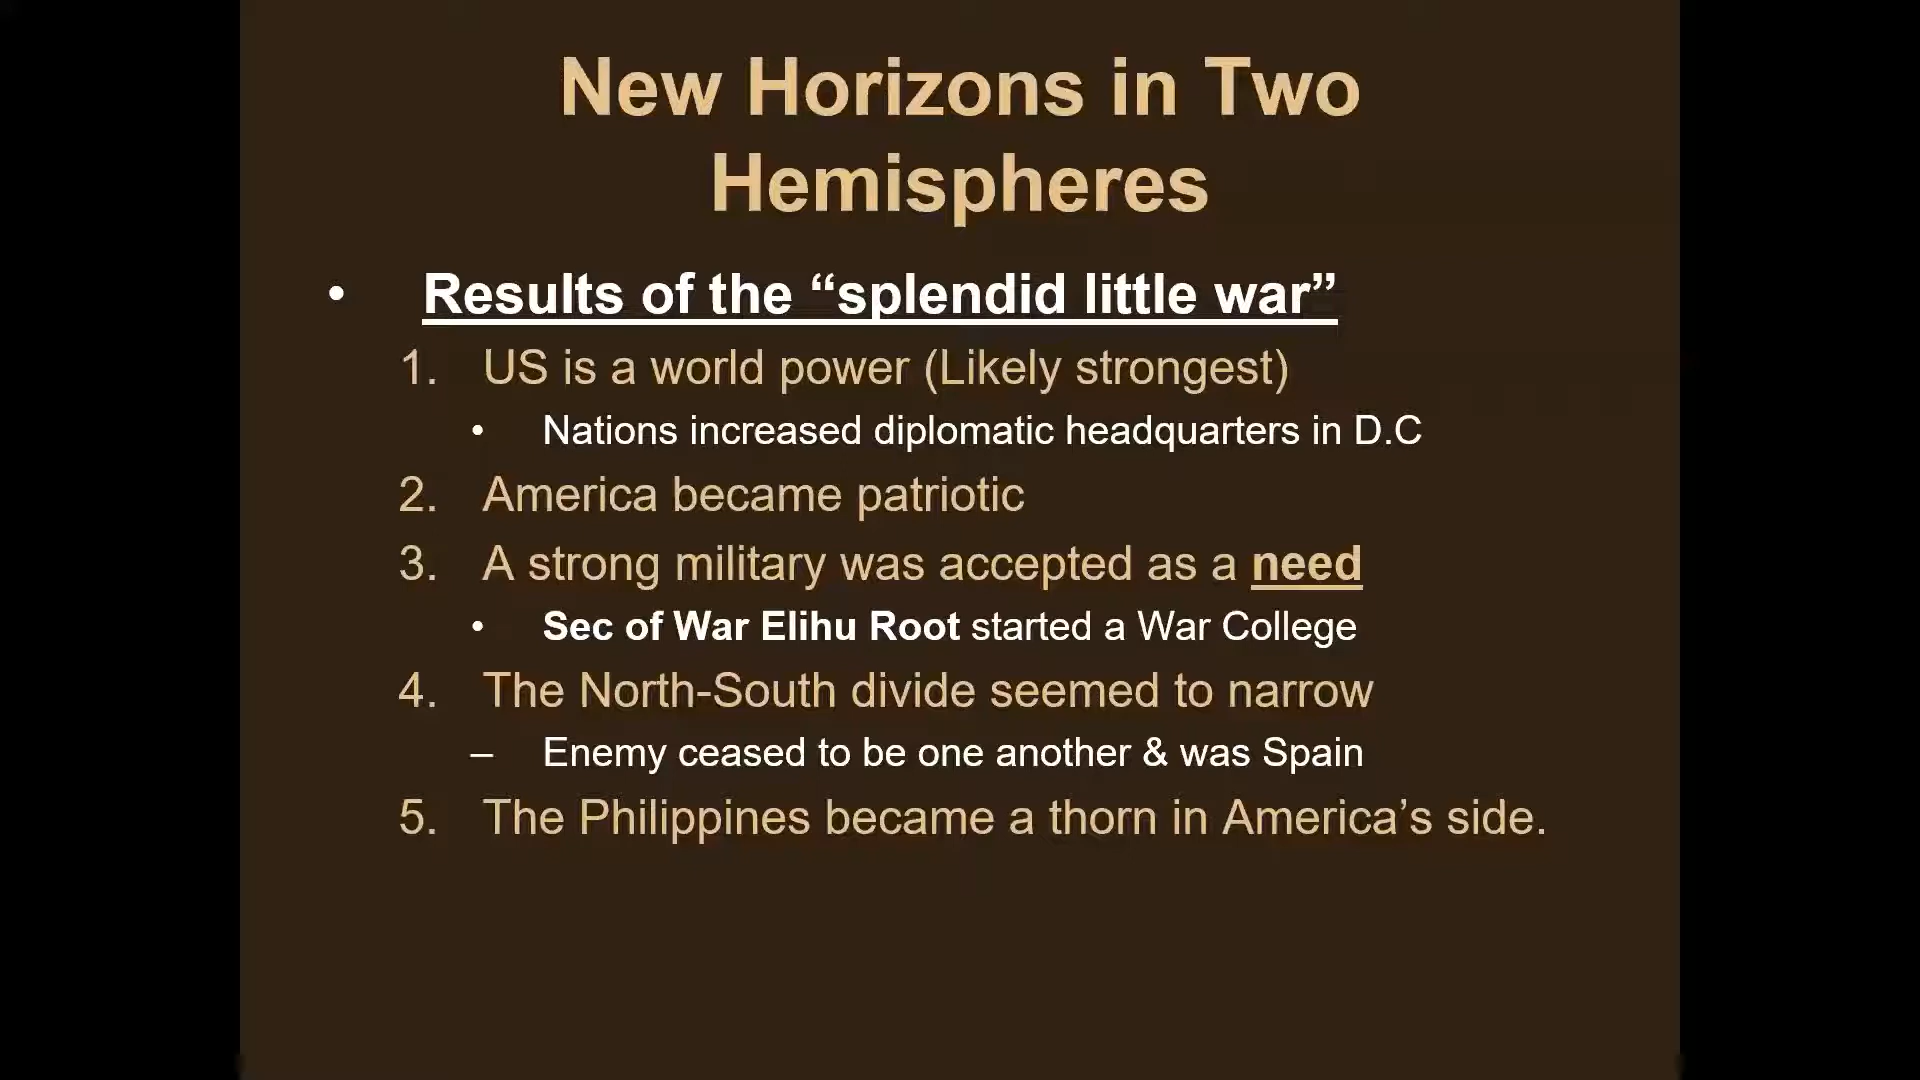 New Horizons in Two
Hemispheres
• Results of the “splendid little war”
1. US is a world power (Likely strongest)
• Nations increased diplomatic headquarters in D.C
2. America became patriotic
3. A strong military was accepted as a need
• Sec of War Elihu Root started a War College
4. The North-South divide seemed to narrow
– Enemy ceased to be one another & was Spain
5. The Philippines became a thorn in America’s side.